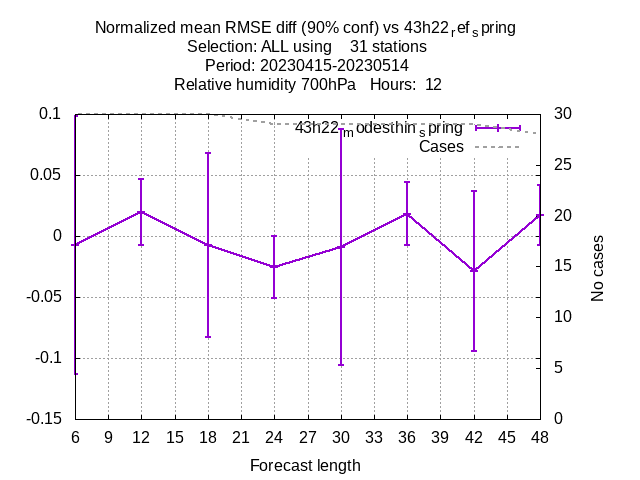 Normalized mean RMSE diff (90% conf) vs 43h22refspring
Selection: ALL using 31 stations
Period: 20230415-20230514
Relative humidity 700hPa Hours: 12
43h22modesthinspring
Cases
0.1
0.05
0
-0.05
-0.1
-0.15
30
25
20
15
10
5
0
No cases
6 9 12 15 18 21 24 27 30 33 36 39 42 45 48
Forecast length